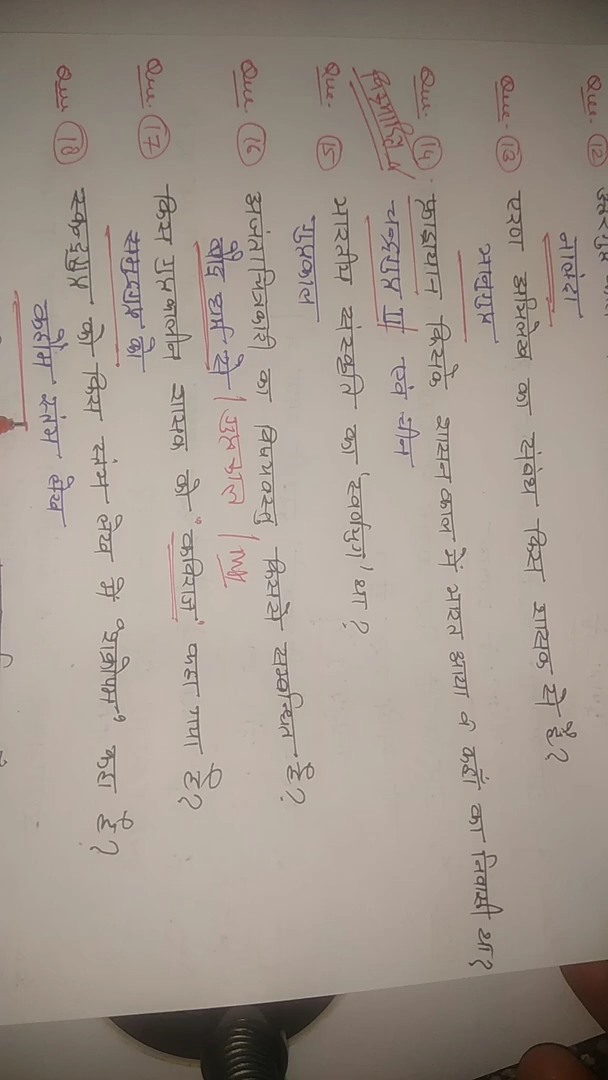 Que. 12
नालंदा
Que. 13 एरण अभिलेख का संबंध किस शासक से है?
भानुगुप्त
Que. 14 फाह्यान किसके शासन काल में भारत आया व कहाँ का निवासी था?
विक्रमादित्य
चन्द्रगुप्त II एवं चीन
Que. 15 भारतीय संस्कृति का 'स्वर्णयुग' था?
गुप्तकाल
Que. 16 अजंता चित्रकारी का विषयवस्तु किससे सम्बन्धित है?
बौद्ध धर्म से / गुप्तकाल / MH
Que. 17 किस गुप्तकालीन शासक को "कविराज" कहा गया है?
समुद्रगुप्त को
Que. 18 स्कन्दगुप्त को किस स्तंभ लेख में "शक्रोपम" कहा है?
कहौम स्तंभ लेख